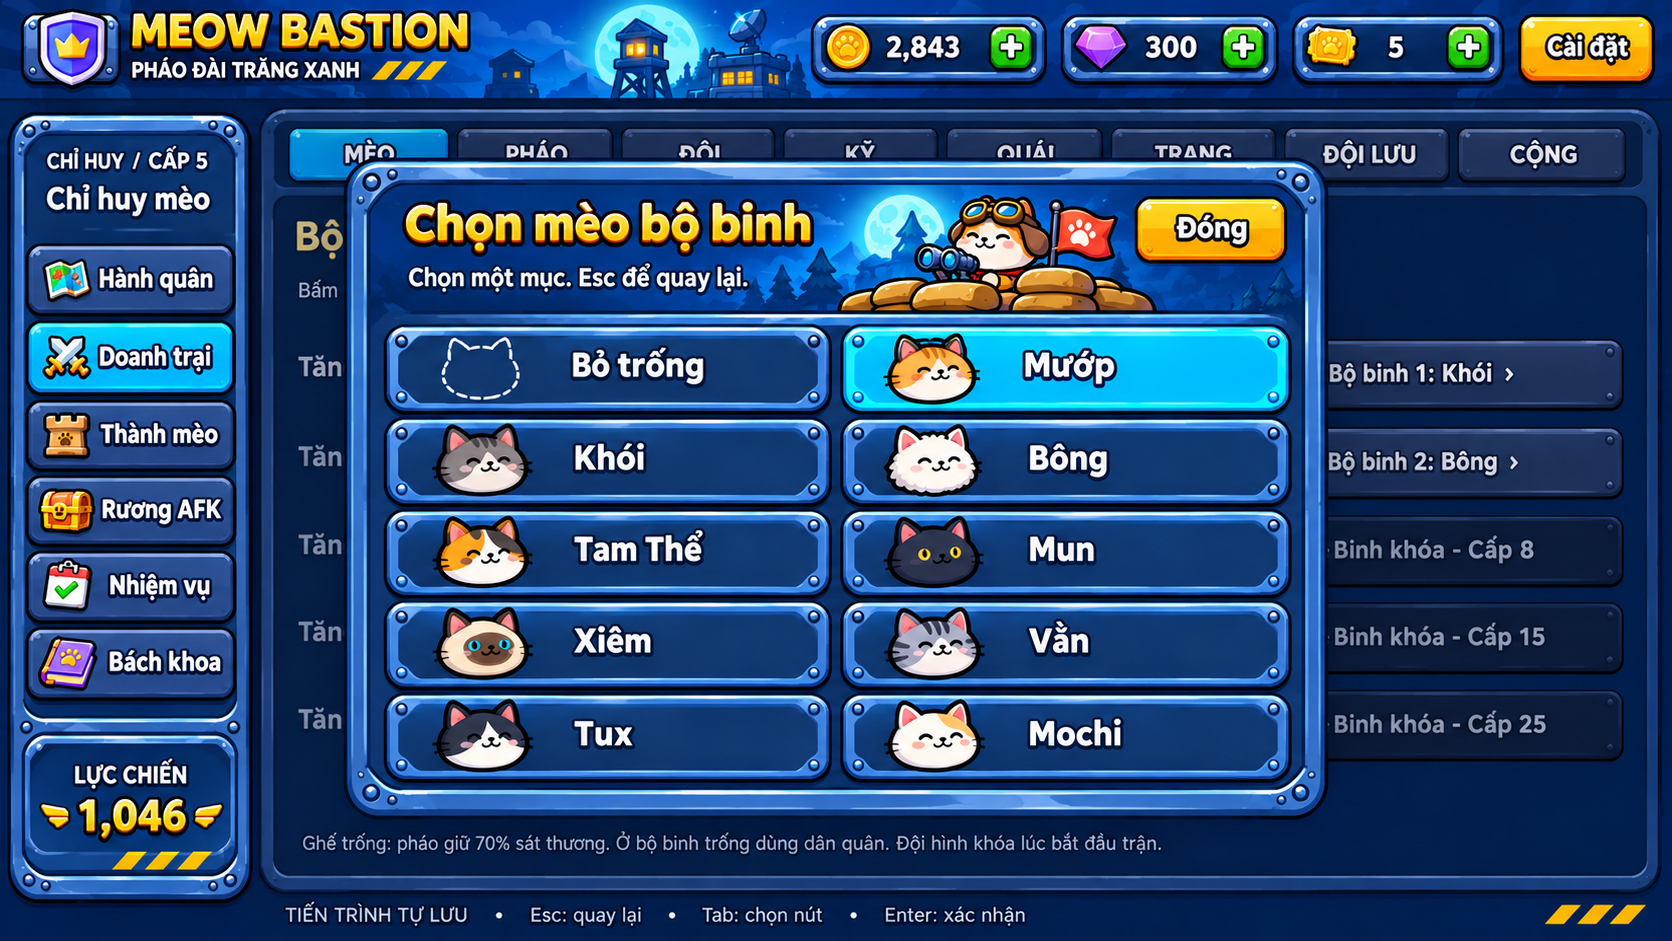 MEOW BASTION
PHÁO ĐÀI TRĂNG XANH
2,843
300
5
Cài đặt
CHỈ HUY / CẤP 5
Chỉ huy mèo
Hành quân
Doanh trại
Thành mèo
Rương AFK
Nhiệm vụ
Bách khoa
LỰC CHIẾN
1,046
MÈO
PHÁO
ĐỘI
KỸ
QUÁI
TRANG
ĐỘI LƯU
CỘNG
Bộ
Bấm
Tăn
Tăn
Tăn
Tăn
Tăn
Chọn mèo bộ binh
Chọn một mục. Esc để quay lại.
Đóng
Bỏ trống
Mướp
Khói
Bông
Tam Thể
Mun
Xiêm
Vằn
Tux
Mochi
Bộ binh 1: Khói ›
Bộ binh 2: Bông ›
Binh khóa - Cấp 8
Binh khóa - Cấp 15
Binh khóa - Cấp 25
Ghế trống: pháo giữ 70% sát thương. Ở bộ binh trống dùng dân quân. Đội hình khóa lúc bắt đầu trận.
TIẾN TRÌNH TỰ LƯU • Esc: quay lại • Tab: chọn nút • Enter: xác nhận